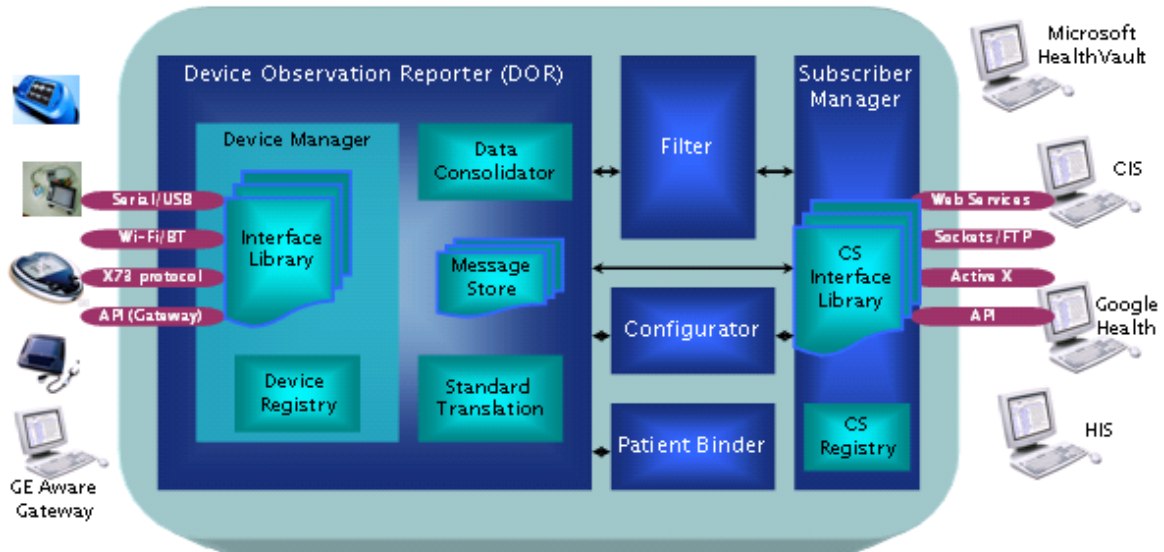 Device Observation Reporter (DOR)
Device Manager
Serial/USB
Wi-Fi/BT
X73 protocol
API (Gateway)
Interface
Library
Device
Registry
Data
Consolidator
Message
Store
Standard
Translation
Filter
Configurator
Patient Binder
Subscriber
Manager
CS
Interface
Library
CS
Registry
Web Services
Sockets/FTP
Active X
API
Microsoft
HealthVault
CIS
Google
Health
HIS
GE Aware
Gateway